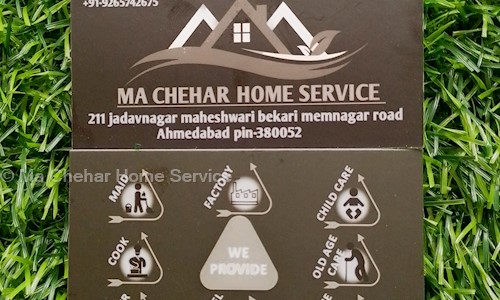 +91-9265742675
MA CHEHAR HOME SERVICE
211 jadavnagar maheshwari bekari memnagar road
Ahmedabad pin-380052
© Ma Chehar Home Service
MAID
FACTORY
CHILD CARE
COOK
WE
PROVIDE
OLD AGE
CARE